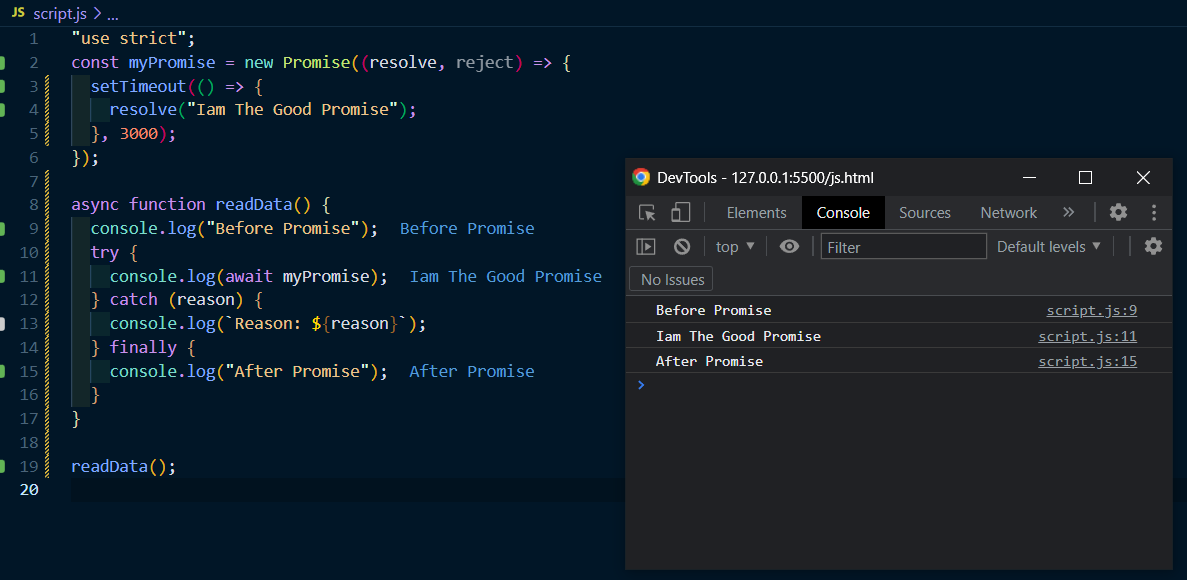 JS script.js > ...
1 "use strict";
2 const myPromise = new Promise((resolve, reject) => {
3 setTimeout(() => {
4 resolve("Iam The Good Promise");
5 }, 3000);
6 });
7
8 async function readData() {
9 console.log("Before Promise"); Before Promise
10 try {
11 console.log(await myPromise); Iam The Good Promise
12 } catch (reason) {
13 console.log(`Reason: ${reason}`);
14 } finally {
15 console.log("After Promise"); After Promise
16 }
17 }
18
19 readData();
20
DevTools - 127.0.0.1:5500/js.html
Elements Console Sources Network »
top ▼ Filter Default levels ▼
No Issues
Before Promise script.js:9
Iam The Good Promise script.js:11
After Promise script.js:15
>